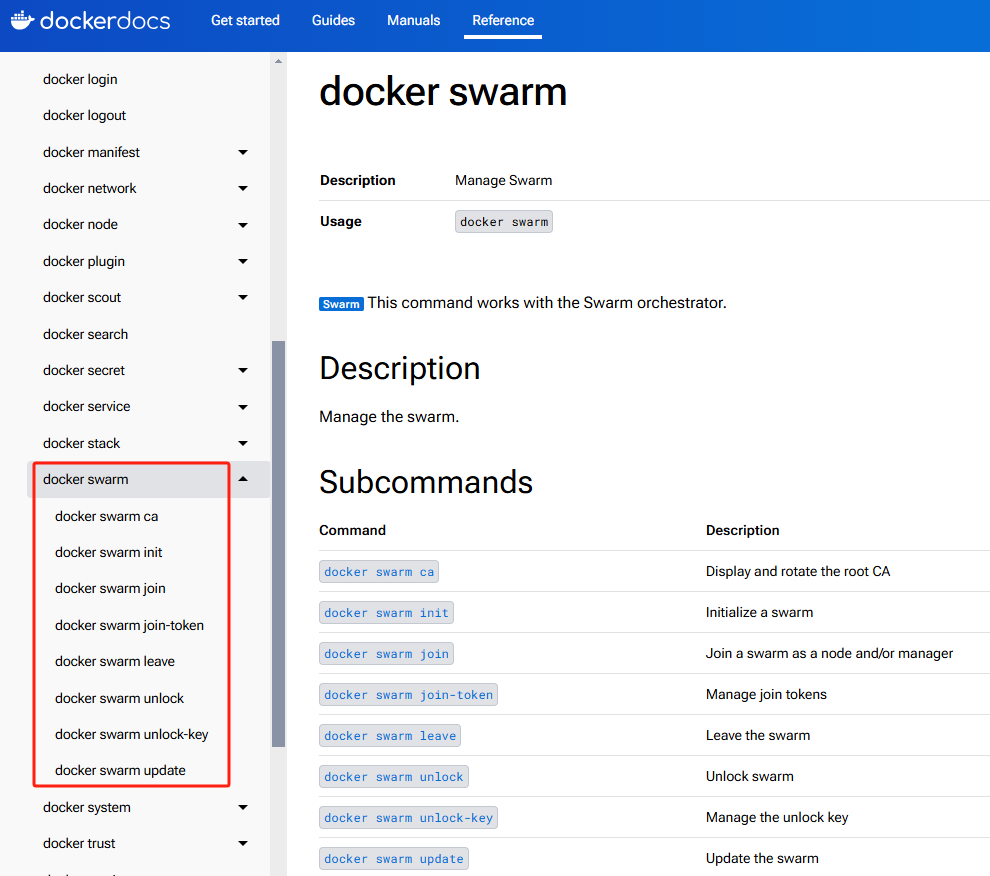 dockerdocs Get started Guides Manuals Reference
docker login
docker logout
docker manifest
docker network
docker node
docker plugin
docker scout
docker search
docker secret
docker service
docker stack
docker swarm
docker swarm ca
docker swarm init
docker swarm join
docker swarm join-token
docker swarm leave
docker swarm unlock
docker swarm unlock-key
docker swarm update
docker system
docker trust
docker swarm
Description Manage Swarm
Usage docker swarm
Swarm This command works with the Swarm orchestrator.
Description
Manage the swarm.
Subcommands
Command Description
docker swarm ca Display and rotate the root CA
docker swarm init Initialize a swarm
docker swarm join Join a swarm as a node and/or manager
docker swarm join-token Manage join tokens
docker swarm leave Leave the swarm
docker swarm unlock Unlock swarm
docker swarm unlock-key Manage the unlock key
docker swarm update Update the swarm